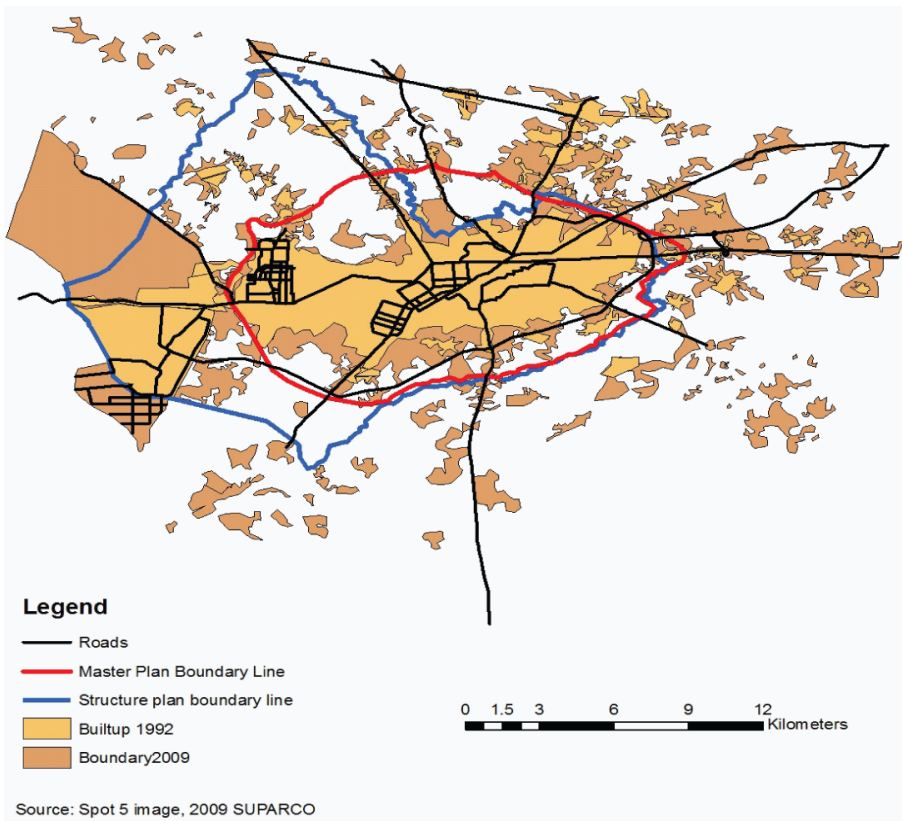 Legend
Roads
Master Plan Boundary Line
Structure plan boundary line
Builtup 1992
Boundary2009
0 1.5 3 6 9 12
Kilometers
Source: Spot 5 image, 2009 SUPARCO